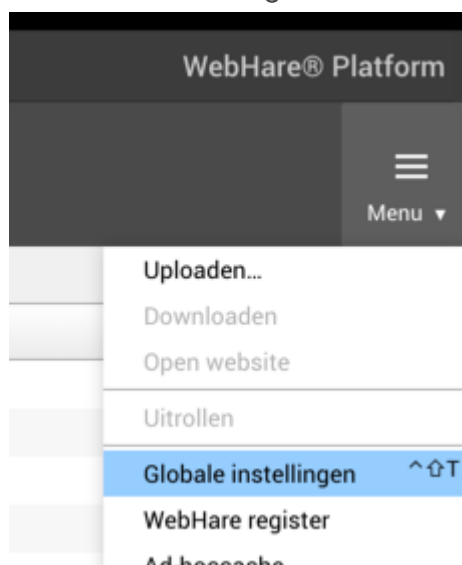 WebHare® Platform
Menu ▾
Uploaden…
Downloaden
Open website
Uitrollen
Globale instellingen ^⇧T
WebHare register